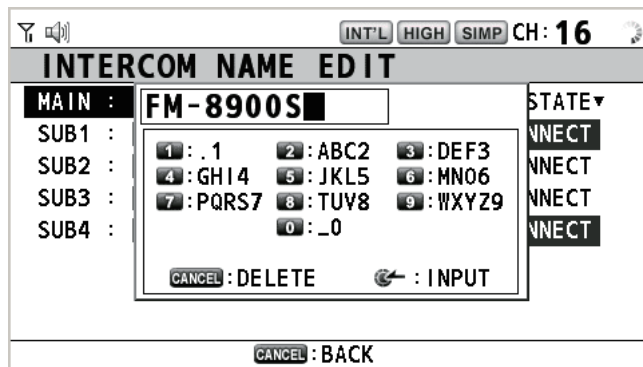 INT'L HIGH SIMP CH: 16
INTERCOM NAME EDIT
MAIN : FM-8900S STATE▼
SUB1 : NNECT
SUB2 : NNECT
SUB3 : NNECT
SUB4 : NNECT
1 : .1 2 : ABC2 3 : DEF3
4 : GHI4 5 : JKL5 6 : MNO6
7 : PQRS7 8 : TUV8 9 : WXYZ9
0 : _0
CANCEL : DELETE : INPUT
CANCEL : BACK